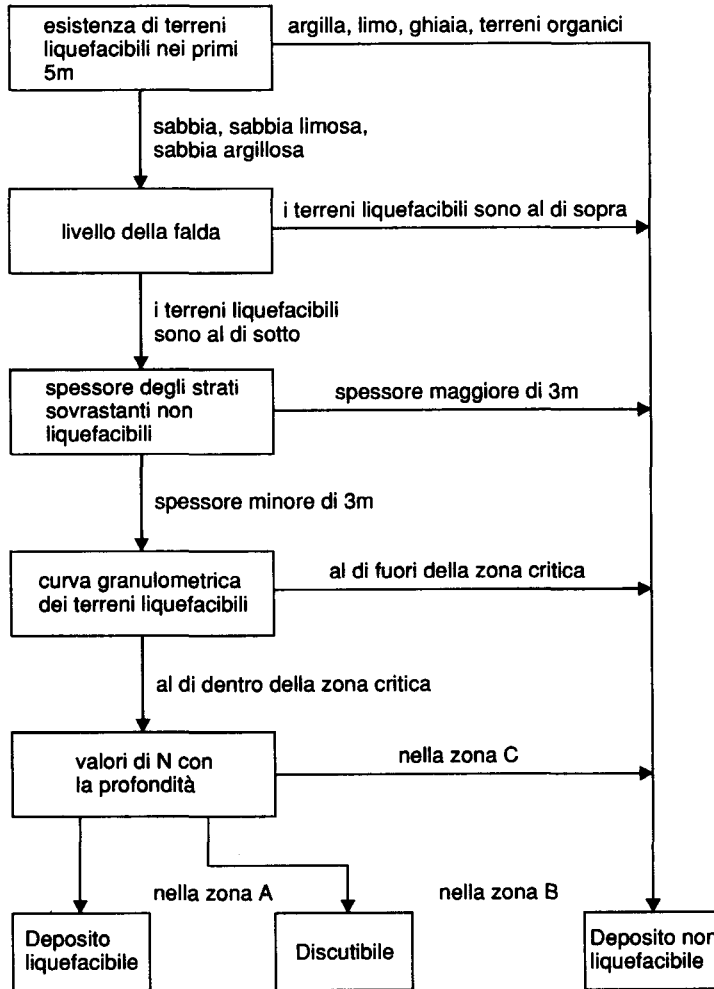 esistenza di terreni
liquefacibili nei primi
5m
argilla, limo, ghiaia, terreni organici
sabbia, sabbia limosa,
sabbia argillosa
livello della falda
i terreni liquefacibili sono al di sopra
i terreni liquefacibili
sono al di sotto
spessore degli strati
sovrastanti non
liquefacibili
spessore maggiore di 3m
spessore minore di 3m
curva granulometrica
dei terreni liquefacibili
al di fuori della zona critica
al di dentro della zona critica
valori di N con
la profondità
nella zona C
nella zona A
nella zona B
Deposito
liquefacibile
Discutibile
Deposito non
liquefacibile